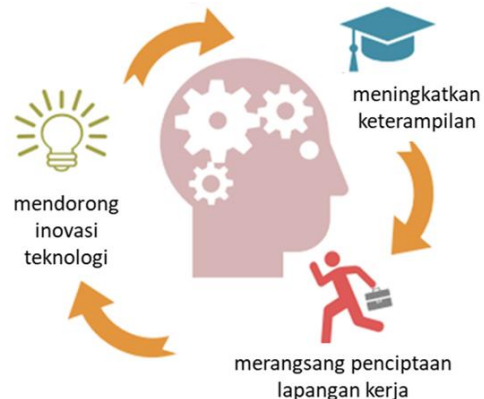 meningkatkan
keterampilan
mendorong
inovasi
teknologi
merangsang penciptaan
lapangan kerja